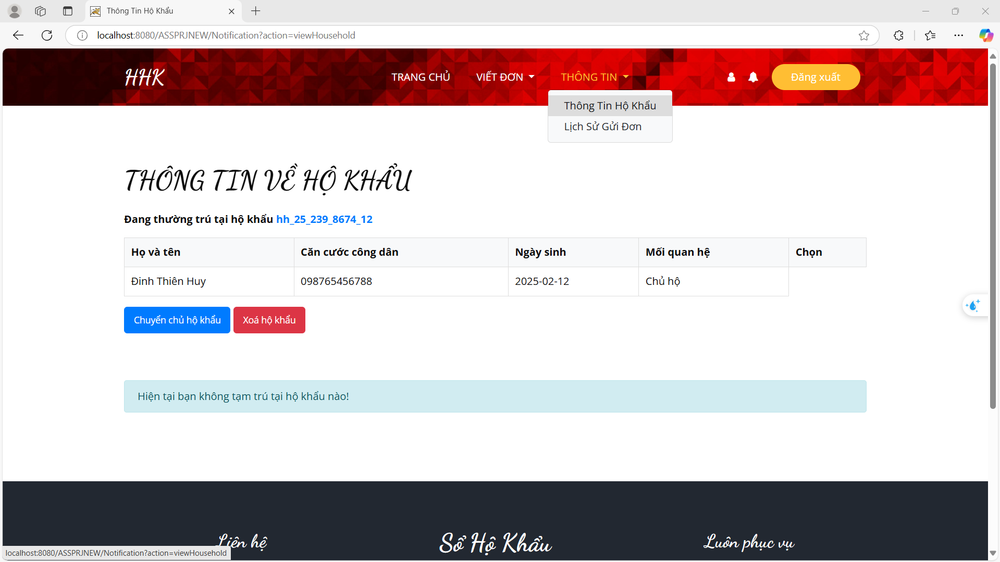 Thông Tin Hộ Khẩu
localhost:8080/ASSPRJNEW/Notification?action=viewHousehold
HHK
TRANG CHỦ
VIẾT ĐƠN
THÔNG TIN
Đăng xuất
Thông Tin Hộ Khẩu
Lịch Sử Gửi Đơn
THÔNG TIN VỀ HỘ KHẨU
Đang thường trú tại hộ khẩu hh_25_239_8674_12
Họ và tên Căn cước công dân Ngày sinh Mối quan hệ Chọn
Đinh Thiên Huy 098765456788 2025-02-12 Chủ hộ
Chuyển chủ hộ khẩu Xoá hộ khẩu
Hiện tại bạn không tạm trú tại hộ khẩu nào!
Liên hệ Sổ Hộ Khẩu Luôn phục vụ
localhost:8080/ASSPRJNEW/Notification?action=viewHousehold